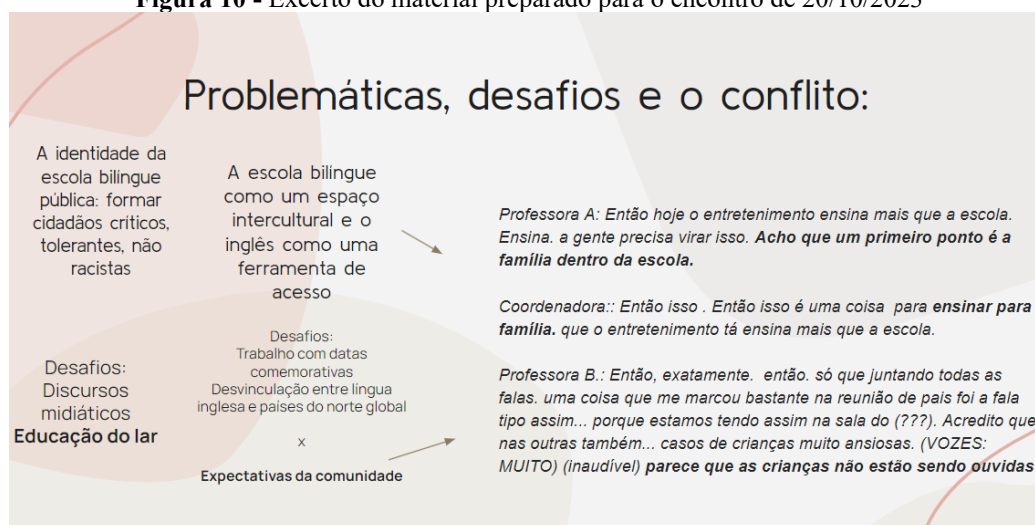 Figura 10 - Excerto do material preparado para o encontro de 20/10/2023
Problemáticas, desafios e o conflito:
A identidade da
escola bilíngue
pública: formar
cidadãos críticos,
tolerantes, não
racistas
Desafios:
Discursos
midiáticos
Educação do lar
A escola bilíngue
como um espaço
intercultural e o
inglês como uma
ferramenta de
acesso
Desafios:
Trabalho com datas
comemorativas
Desvinculação entre língua
inglesa e países do norte global
x
Expectativas da comunidade
Professora A: Então hoje o entretenimento ensina mais que a escola.
Ensina. a gente precisa virar isso. Acho que um primeiro ponto é a
família dentro da escola.
Coordenadora:: Então isso . Então isso é uma coisa para ensinar para
família. que o entretenimento tá ensina mais que a escola.
Professora B.: Então, exatamente. então. só que juntando todas as
falas. uma coisa que me marcou bastante na reunião de pais foi a fala
tipo assim... porque estamos tendo assim na sala do (???). Acredito que
nas outras também... casos de crianças muito ansiosas. (VOZES:
MUITO) (inaudível) parece que as crianças não estão sendo ouvidas